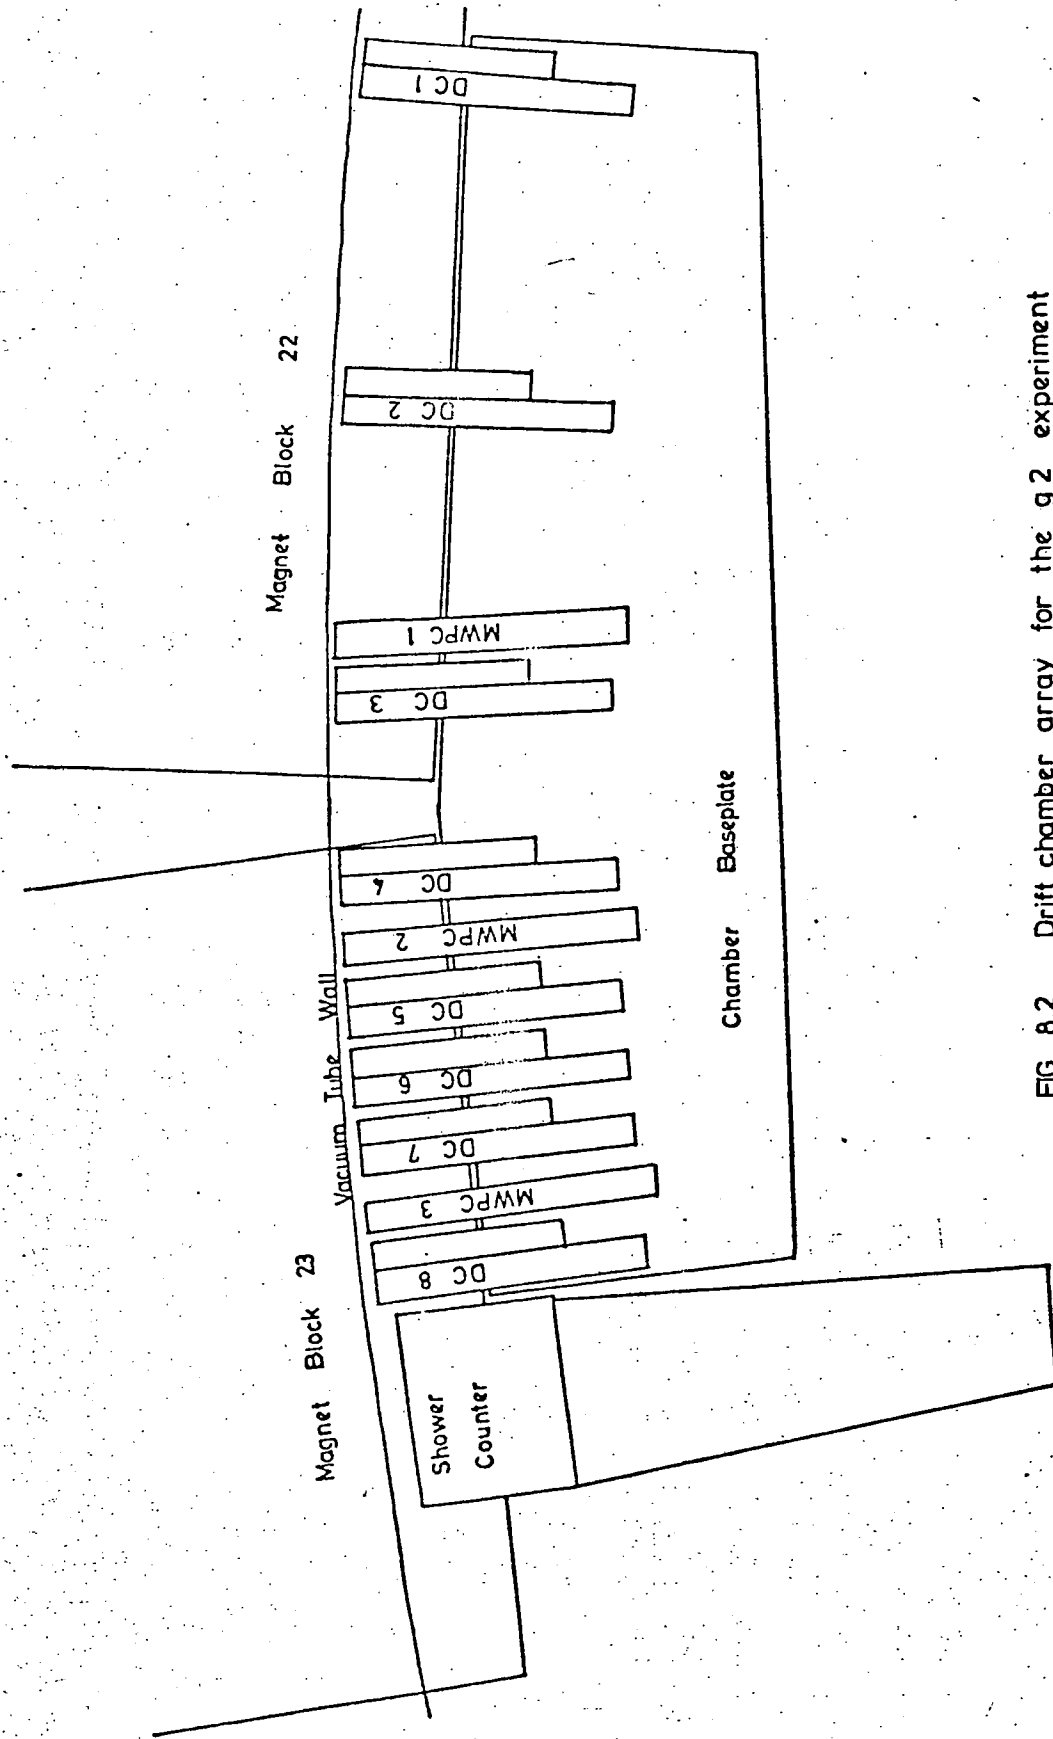 Magnet Block 23
Magnet Block 22
Vacuum Tube Wall
Shower
Counter
DC 8
MWPC 3
DC 7
DC 6
DC 5
MWPC 2
DC 4
DC 3
MWPC 1
DC 2
DC 1
Chamber Baseplate
FIG 8.2 Drift chamber array for the g 2 experiment